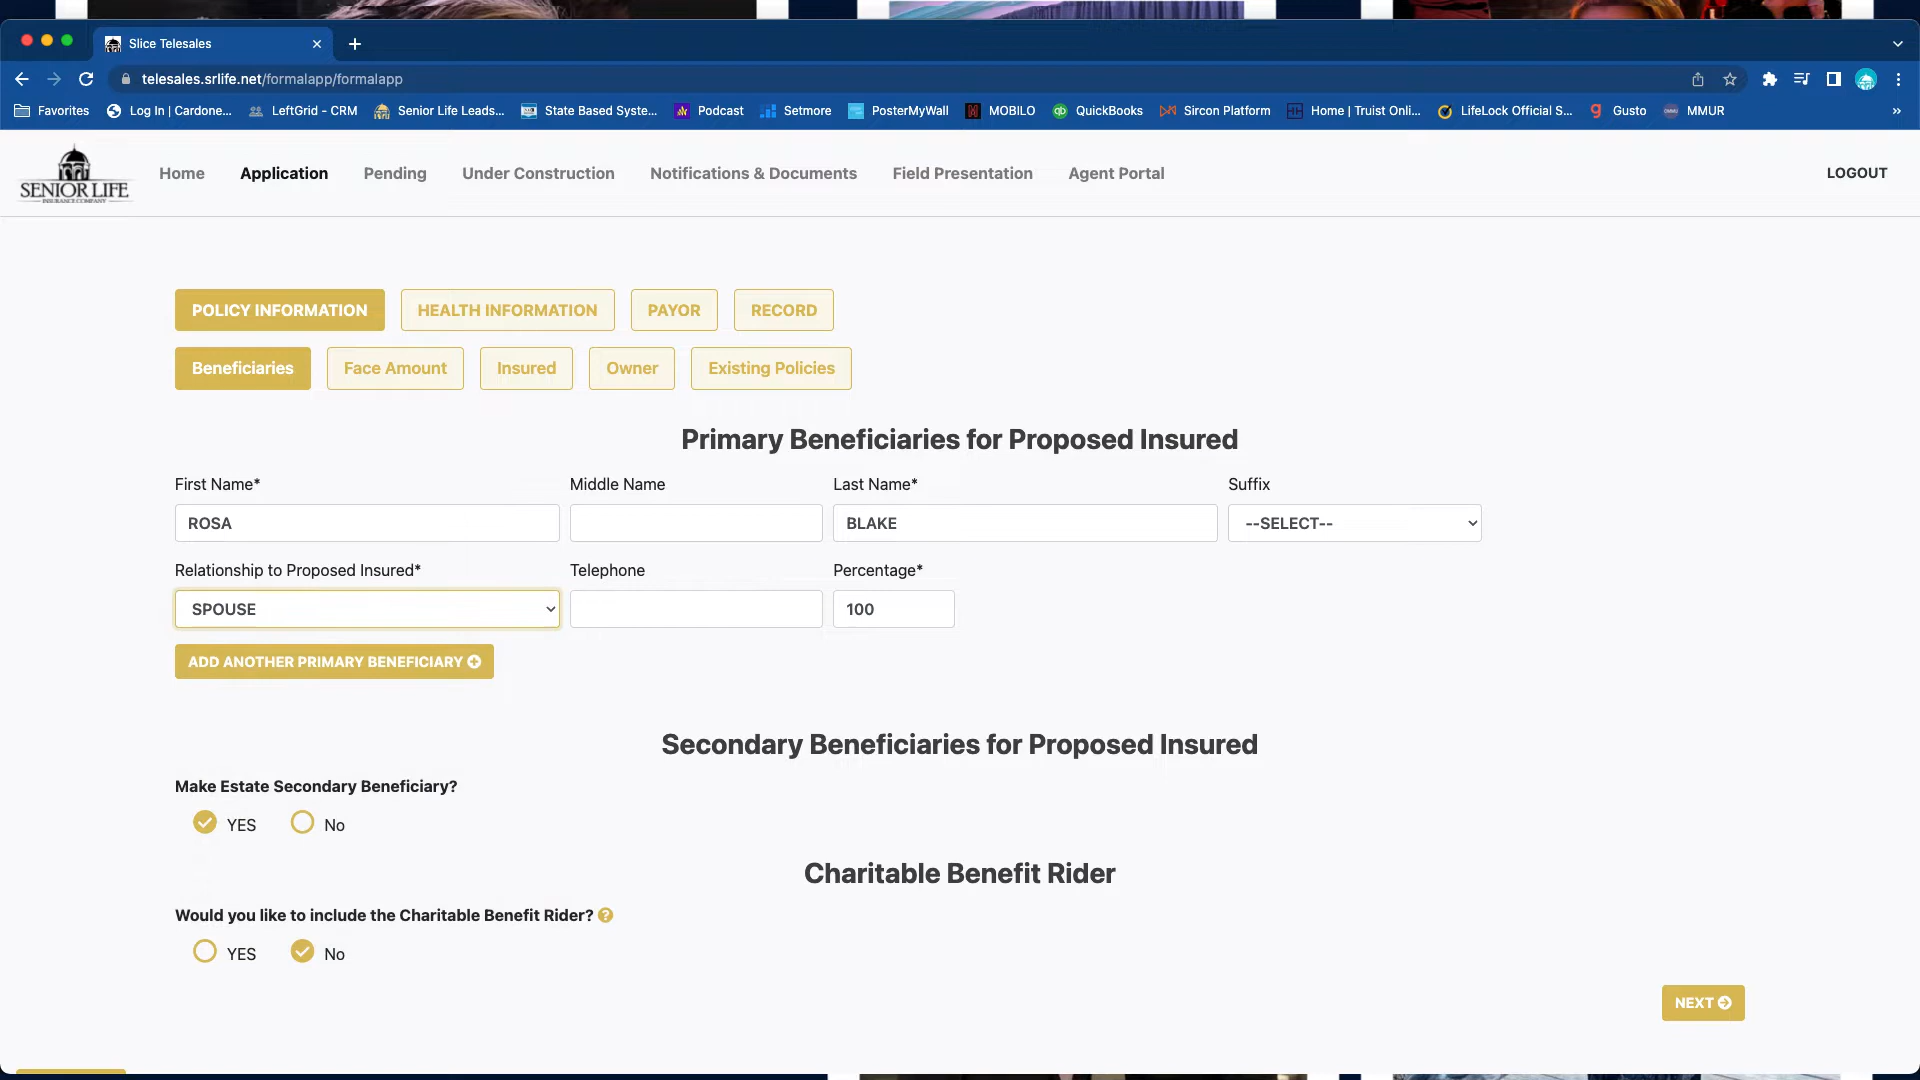 Slice Telesales
telesales.srlife.net/formalapp/formalapp
Favorites
Log In | Cardone...
LeftGrid - CRM
Senior Life Leads...
State Based Syste...
Podcast
Setmore
PosterMyWall
MOBILO
QuickBooks
Sircon Platform
Home | Truist Onli...
LifeLock Official S...
Gusto
MMUR
SENIOR LIFE
INSURANCE COMPANY
Home
Application
Pending
Under Construction
Notifications & Documents
Field Presentation
Agent Portal
LOGOUT
POLICY INFORMATION
HEALTH INFORMATION
PAYOR
RECORD
Beneficiaries
Face Amount
Insured
Owner
Existing Policies
Primary Beneficiaries for Proposed Insured
First Name*
Middle Name
Last Name*
Suffix
ROSA
BLAKE
--SELECT--
Relationship to Proposed Insured*
Telephone
Percentage*
SPOUSE
100
ADD ANOTHER PRIMARY BENEFICIARY
Secondary Beneficiaries for Proposed Insured
Make Estate Secondary Beneficiary?
YES
No
Charitable Benefit Rider
Would you like to include the Charitable Benefit Rider?
YES
No
NEXT